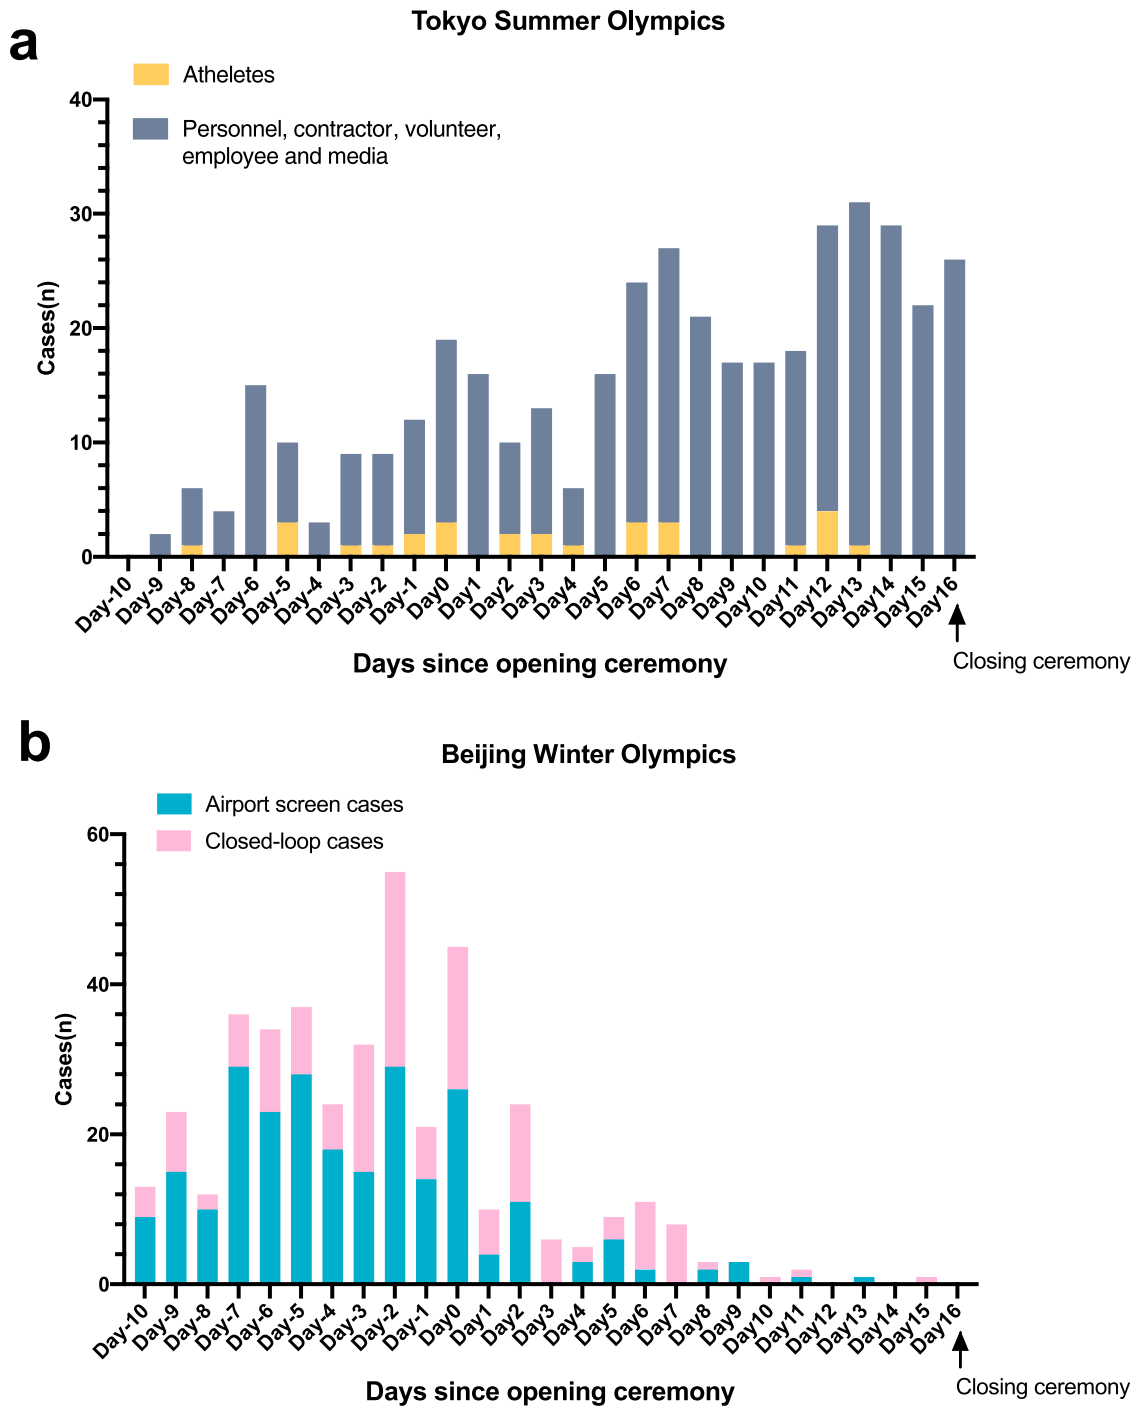 Tokyo Summer Olympics
a
Atheletes
Personnel, contractor, volunteer,
employee and media
40
30
20
10
0
Cases(n)
Day-10
Day-9
Day-8
Day-7
Day-6
Day-5
Day-4
Day-3
Day-2
Day-1
Day0
Day1
Day2
Day3
Day4
Day5
Day6
Day7
Day8
Day9
Day10
Day11
Day12
Day13
Day14
Day15
Day16
Days since opening ceremony
Closing ceremony
b
Beijing Winter Olympics
Airport screen cases
Closed-loop cases
60
40
20
0
Cases(n)
Day-10
Day-9
Day-8
Day-7
Day-6
Day-5
Day-4
Day-3
Day-2
Day-1
Day0
Day1
Day2
Day3
Day4
Day5
Day6
Day7
Day8
Day9
Day10
Day11
Day12
Day13
Day14
Day15
Day16
Days since opening ceremony
Closing ceremony